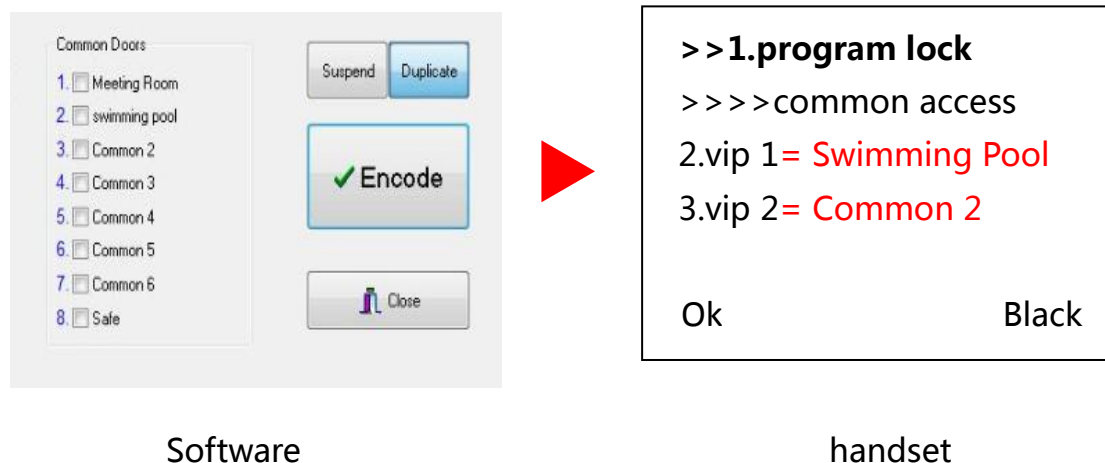 Common Doors
1. Meeting Room
2. swimming pool
3. Common 2
4. Common 3
5. Common 4
6. Common 5
7. Common 6
8. Safe
Suspend Duplicate
Encode
Close
>>1.program lock
>>>>common access
2.vip 1= Swimming Pool
3.vip 2= Common 2
Ok Black
Software
handset